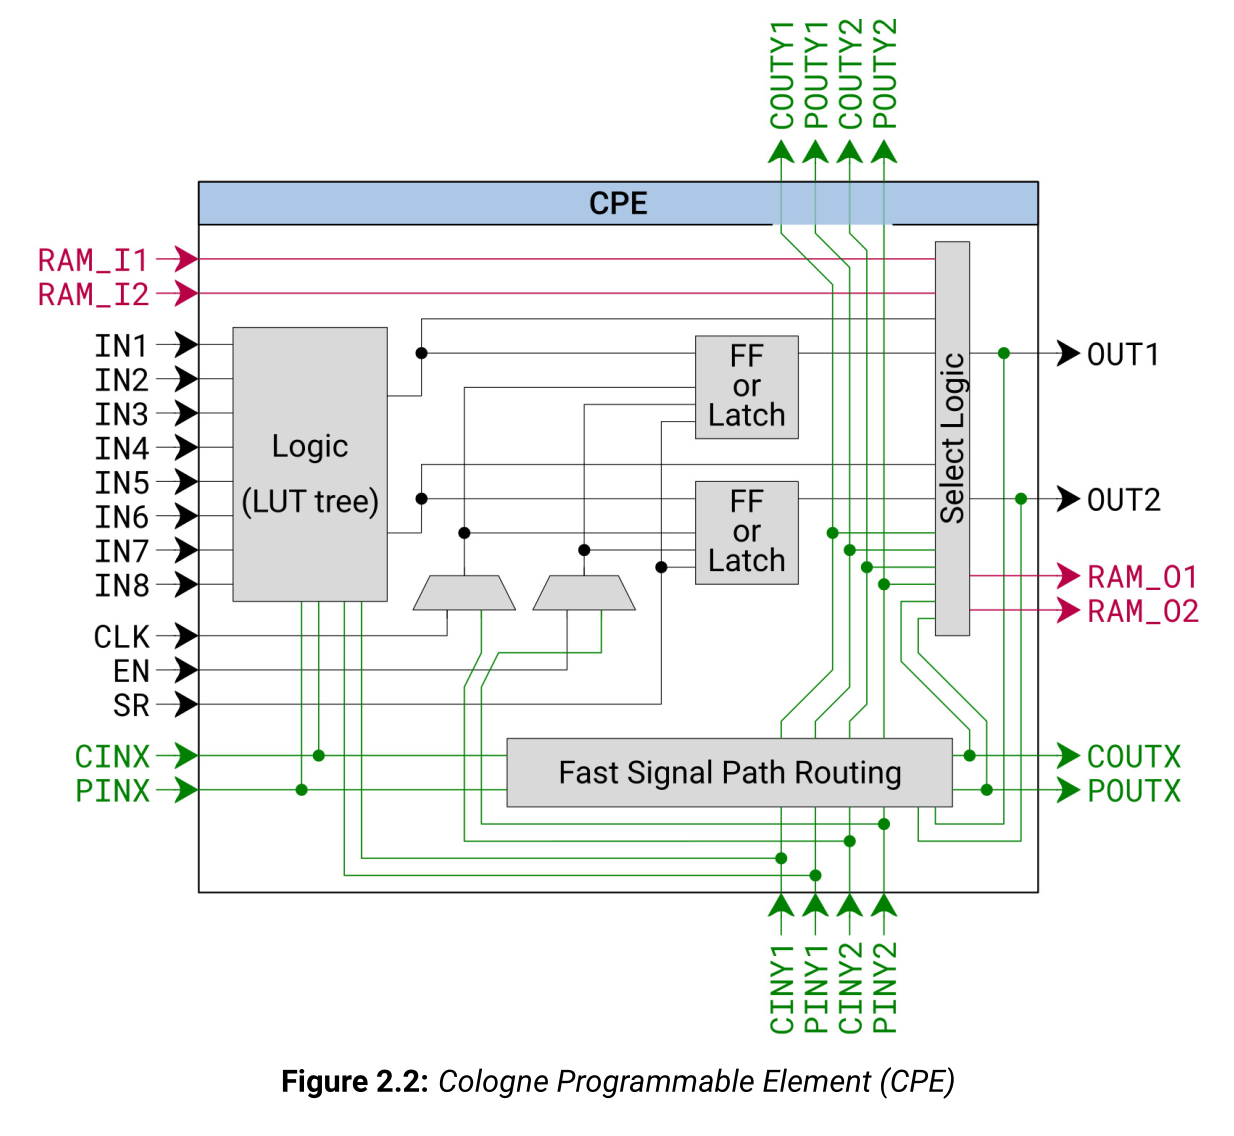 COUTY1
POUTY1
COUTY2
POUTY2
CPE
RAM_I1
RAM_I2
IN1
IN2
IN3
IN4
IN5
IN6
IN7
IN8
CLK
EN
SR
CINX
PINX
Logic
(LUT tree)
FF
or
Latch
FF
or
Latch
Select Logic
Fast Signal Path Routing
OUT1
OUT2
RAM_O1
RAM_O2
COUTX
POUTX
CINY1
PINY1
CINY2
PINY2
Figure 2.2: Cologne Programmable Element (CPE)